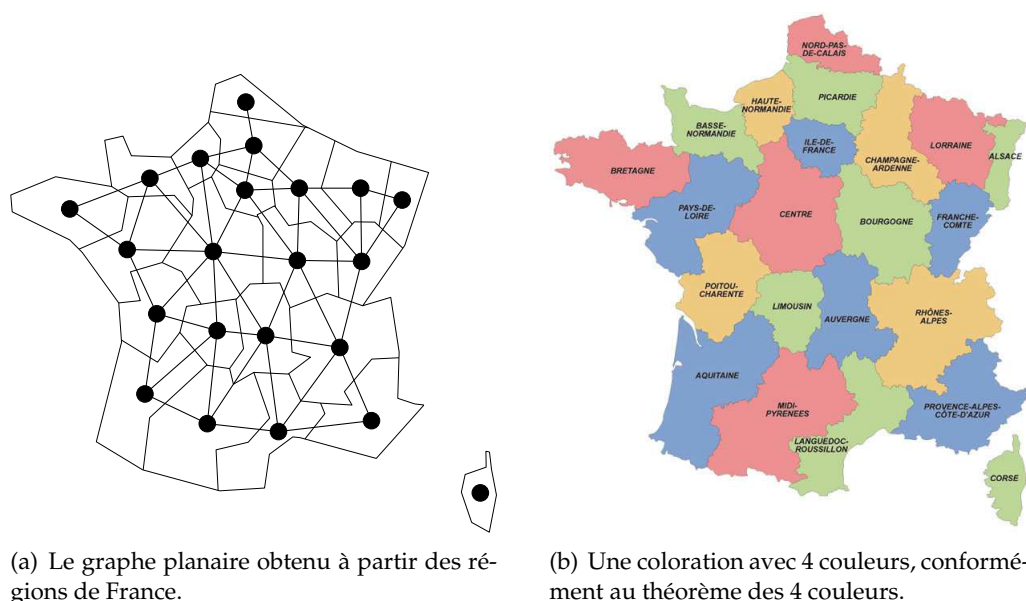 NORD-PAS-
DE-CALAIS
PICARDIE
HAUTE-
NORMANDIE
BASSE-
NORMANDIE
ILE-DE-
FRANCE
CHAMPAGNE-
ARDENNE
LORRAINE
ALSACE
BRETAGNE
PAYS-DE-
LOIRE
CENTRE
BOURGOGNE
FRANCHE-
COMTE
POITOU-
CHARENTE
LIMOUSIN
AUVERGNE
RHÔNES-
ALPES
AQUITAINE
MIDI-
PYRENEES
LANGUEDOC-
ROUSSILLON
PROVENCE-ALPES-
CÔTE-D'AZUR
CORSE
(a) Le graphe planaire obtenu à partir des ré-
gions de France.
(b) Une coloration avec 4 couleurs, conformé-
ment au théorème des 4 couleurs.